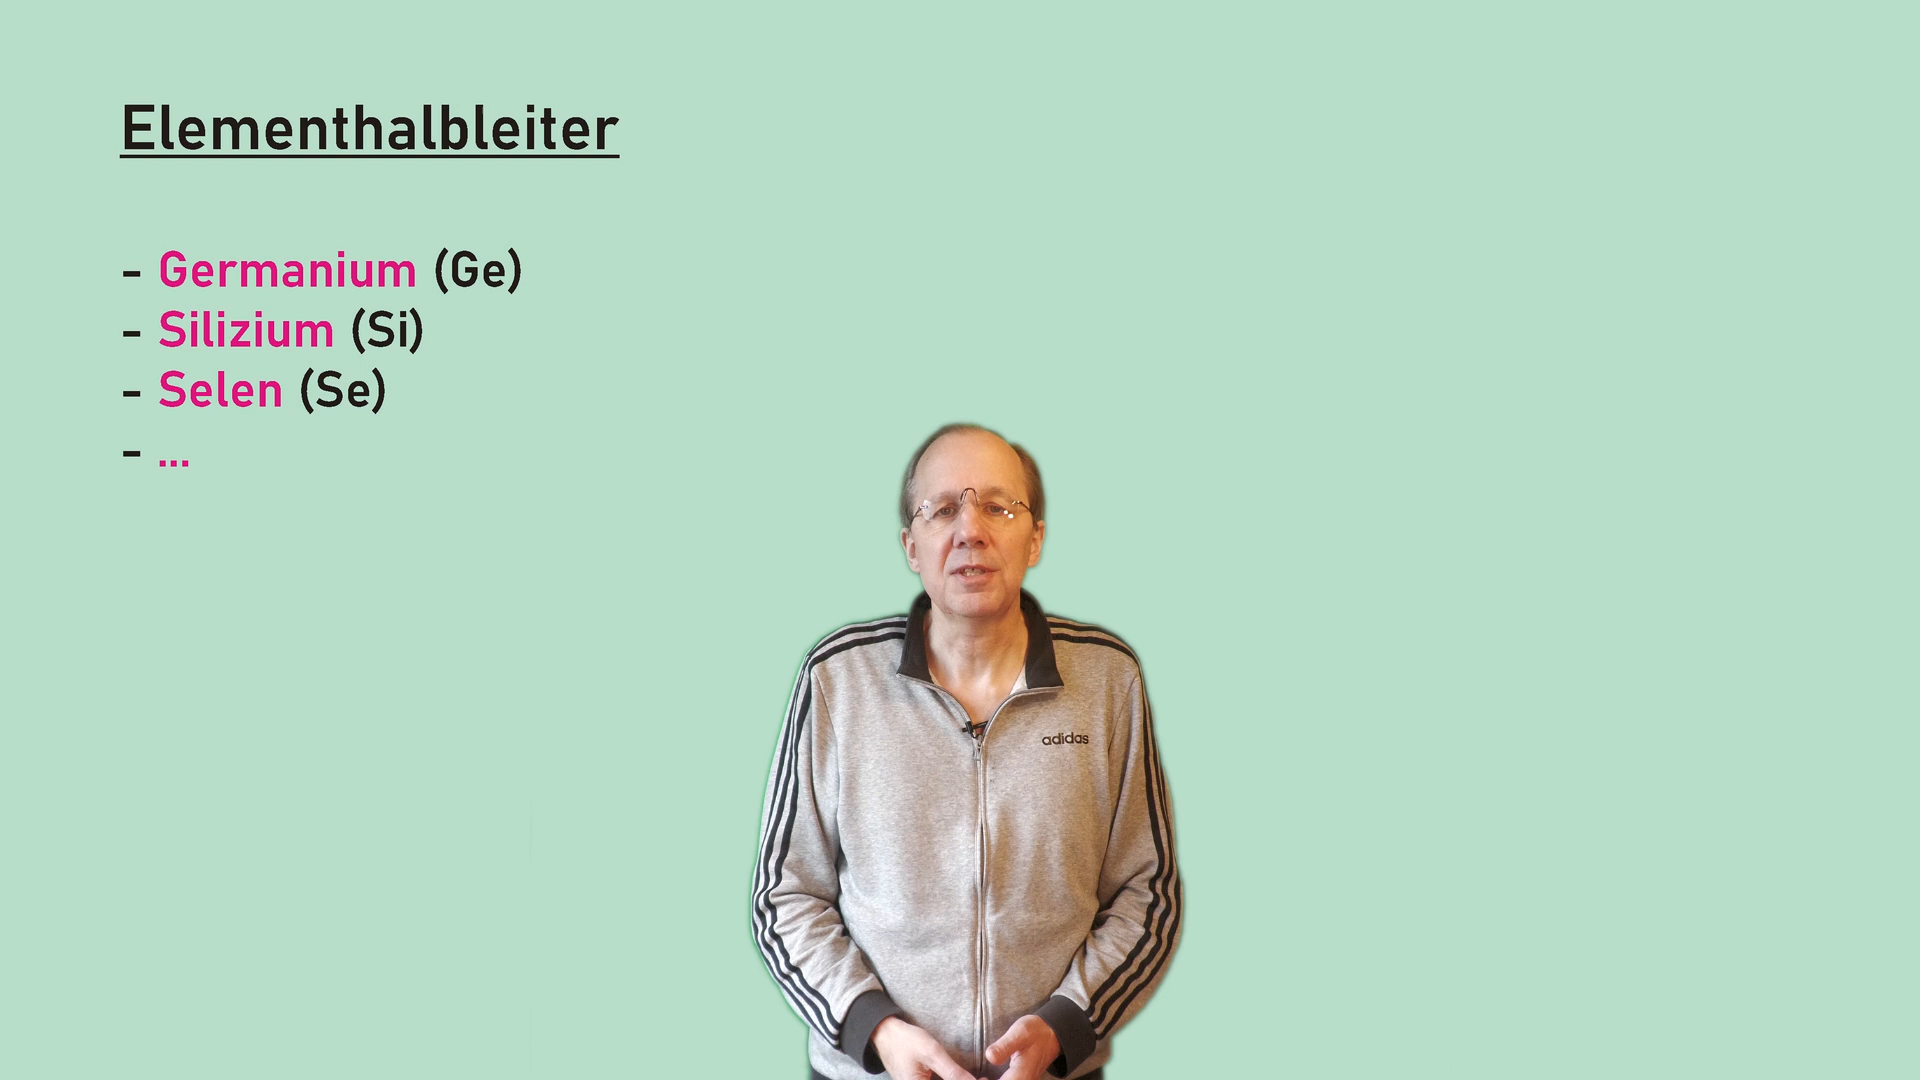 Elementhalbleiter
- Germanium (Ge)
- Silizium (Si)
- Selen (Se)
- ...
adidas